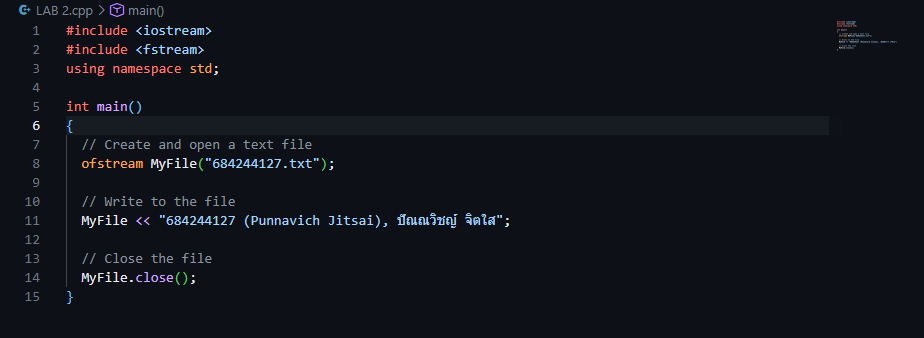 LAB 2.cpp > main()
1 #include <iostream>
2 #include <fstream>
3 using namespace std;
4
5 int main()
6 {
7 // Create and open a text file
8 ofstream MyFile("684244127.txt");
9
10 // Write to the file
11 MyFile << "684244127 (Punnavich Jitsai), ปัณณวิชญ์ จิตใส";
12
13 // Close the file
14 MyFile.close();
15 }